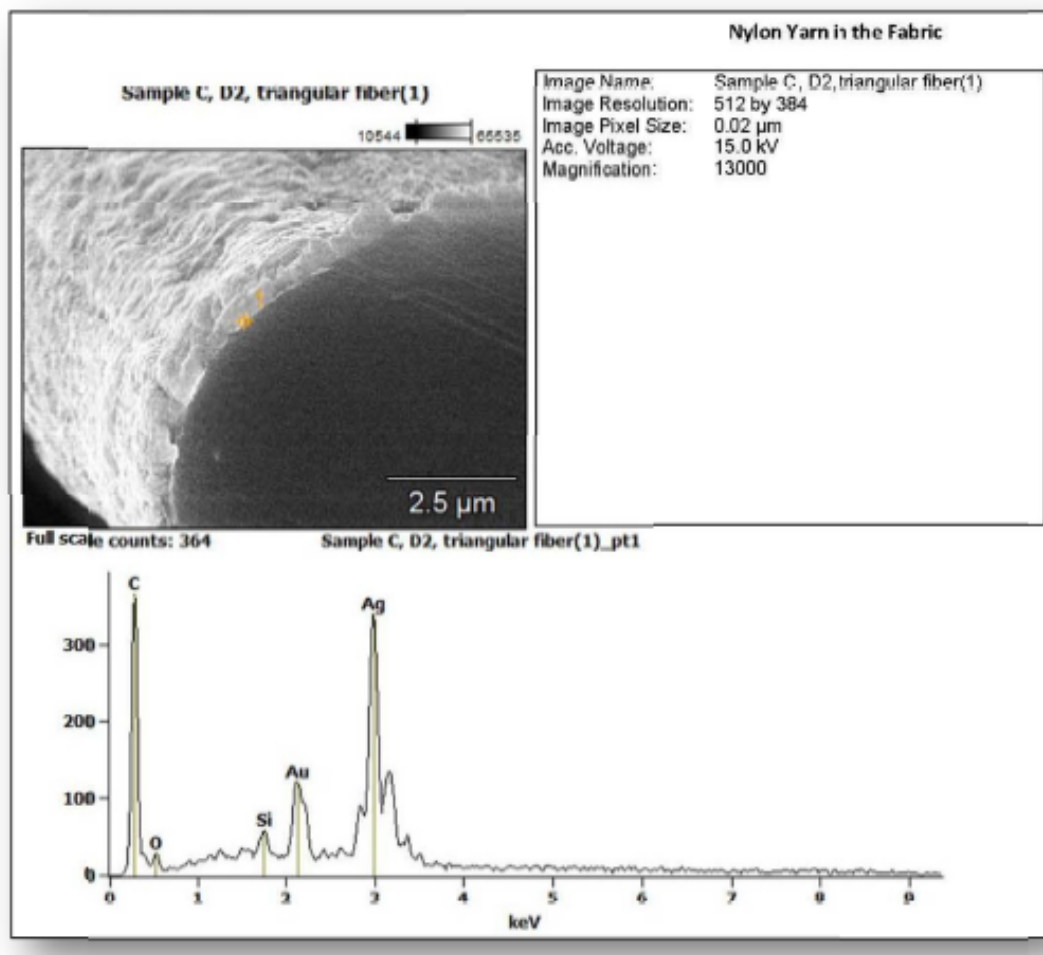 Nylon Yarn in the Fabric
Sample C, D2, triangular fiber(1)
10544 65535
Image Name: Sample C, D2,triangular fiber(1)
Image Resolution: 512 by 384
Image Pixel Size: 0.02 µm
Acc. Voltage: 15.0 kV
Magnification: 13000
1
2.5 µm
Full scale counts: 364 Sample C, D2, triangular fiber(1)_pt1
C
Ag
300
200
Au
100
Si
O
0
0 1 2 3 4 5 6 7 8 9
keV